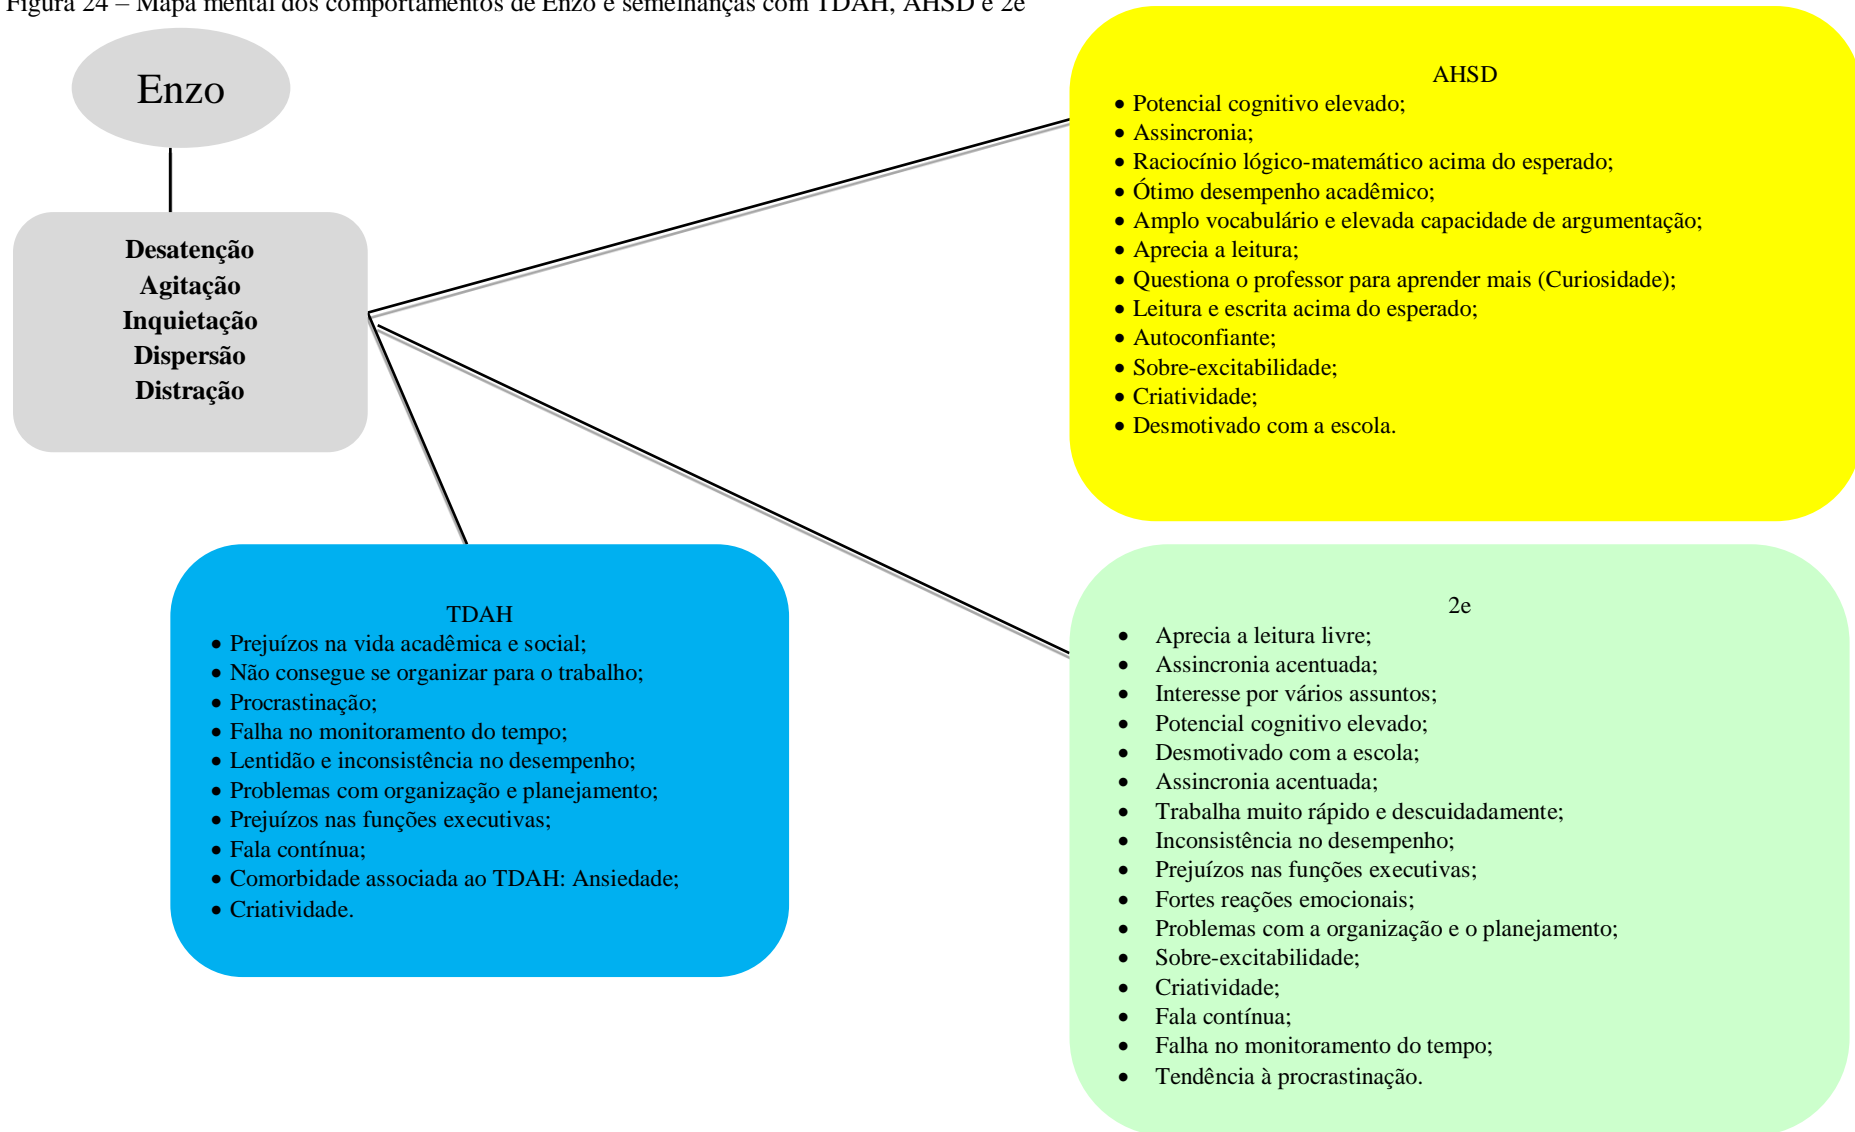 Figura 24 – Mapa mental dos comportamentos de Enzo e semelhanças com TDAH, AHSD e 2e
Enzo
Desatenção
Agitação
Inquietação
Dispersão
Distração
AHSD
• Potencial cognitivo elevado;
• Assincronia;
• Raciocínio lógico-matemático acima do esperado;
• Ótimo desempenho acadêmico;
• Amplo vocabulário e elevada capacidade de argumentação;
• Aprecia a leitura;
• Questiona o professor para aprender mais (Curiosidade);
• Leitura e escrita acima do esperado;
• Autoconfiante;
• Sobre-excitabilidade;
• Criatividade;
• Desmotivado com a escola.
TDAH
• Prejuízos na vida acadêmica e social;
• Não consegue se organizar para o trabalho;
• Procrastinação;
• Falha no monitoramento do tempo;
• Lentidão e inconsistência no desempenho;
• Problemas com organização e planejamento;
• Prejuízos nas funções executivas;
• Fala contínua;
• Comorbidade associada ao TDAH: Ansiedade;
• Criatividade.
2e
• Aprecia a leitura livre;
• Assincronia acentuada;
• Interesse por vários assuntos;
• Potencial cognitivo elevado;
• Desmotivado com a escola;
• Assincronia acentuada;
• Trabalha muito rápido e descuidadamente;
• Inconsistência no desempenho;
• Prejuízos nas funções executivas;
• Fortes reações emocionais;
• Problemas com a organização e o planejamento;
• Sobre-excitabilidade;
• Criatividade;
• Fala contínua;
• Falha no monitoramento do tempo;
• Tendência à procrastinação.